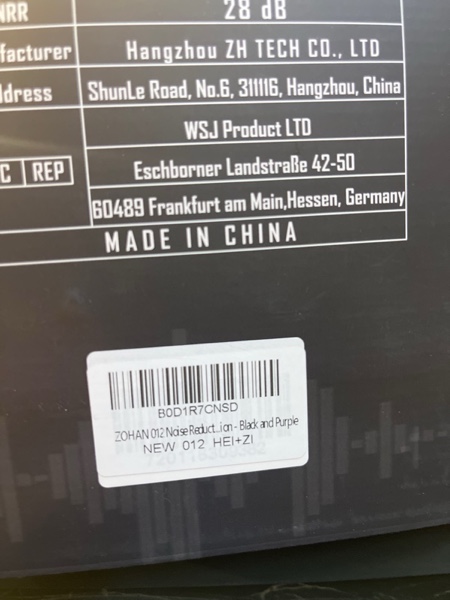 NRR 28 dB
facturer Hangzhou ZH TECH CO., LTD
ddress ShunLe Road, No.6, 311116, Hangzhou, China
WSJ Product LTD
C REP Eschborner Landstraße 42-50
60489 Frankfurt am Main,Hessen, Germany
MADE IN CHINA
B0D1R7CNSD
ZOHAN 012 Noise Reduct...ion - Black and Purple
NEW 012 HEI+ZI